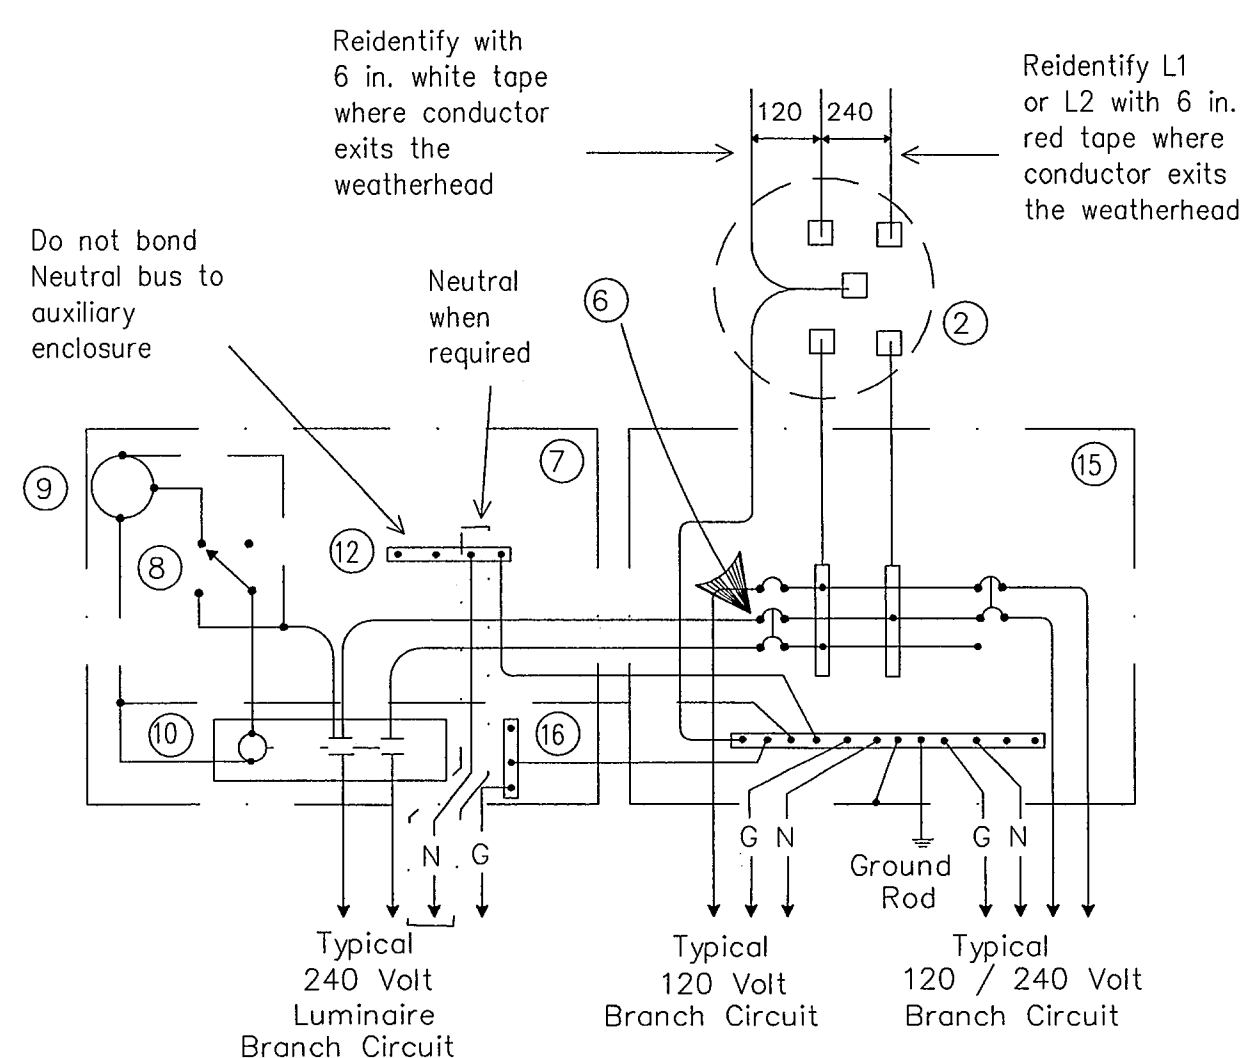 Reidentify with
6 in. white tape
where conductor
exits the
weatherhead
Reidentify L1
or L2 with 6 in.
red tape where
conductor exits
the weatherhead
120
240
Do not bond
Neutral bus to
auxiliary
enclosure
Neutral
when
required
6
2
7
15
9
8
12
10
16
N
G
G
N
G
N
Ground
Rod
Typical
240 Volt
Luminaire
Branch Circuit
Typical
120 Volt
Branch Circuit
Typical
120 / 240 Volt
Branch Circuit